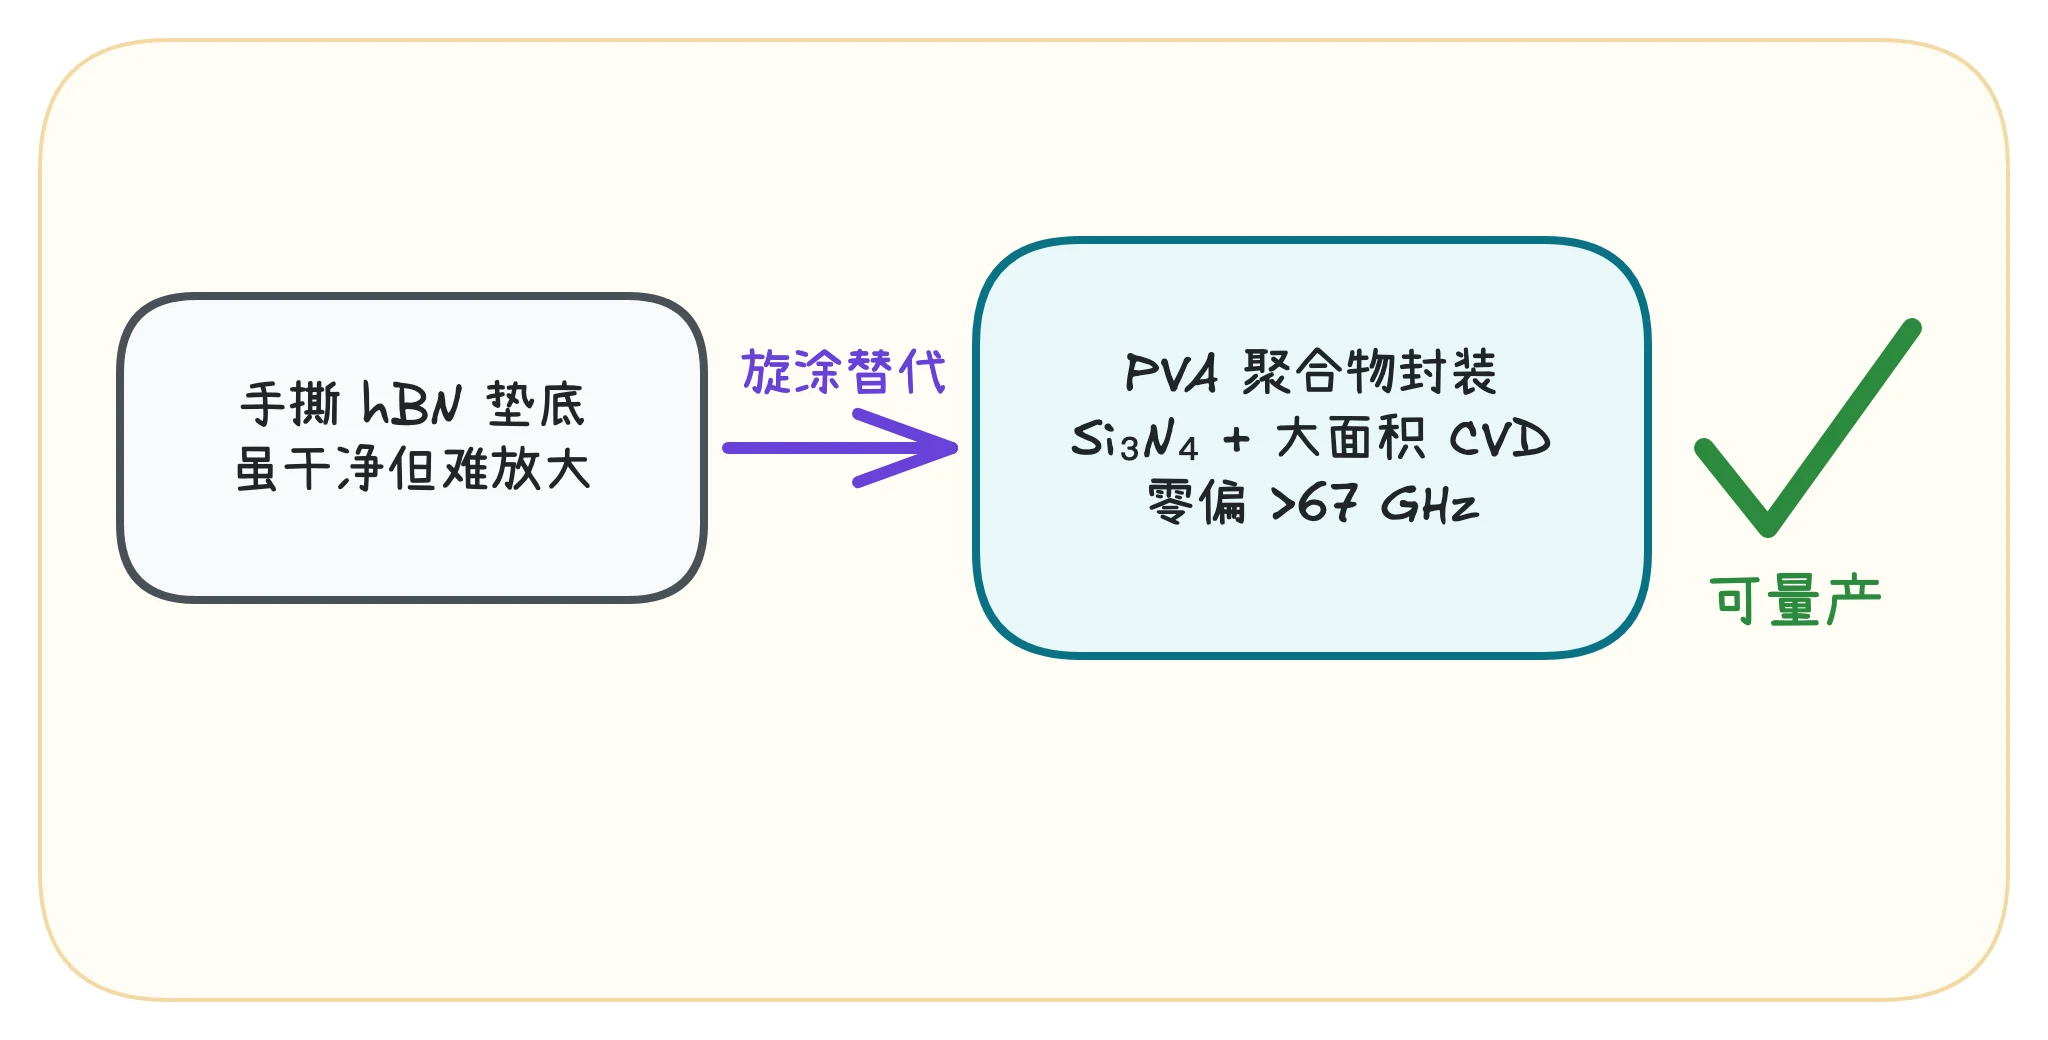 手撕 hBN 垫底
虽干净但难放大
旋涂替代
PVA 聚合物封装
Si₃N₄ + 大面积 CVD
零偏 >67 GHz
可量产